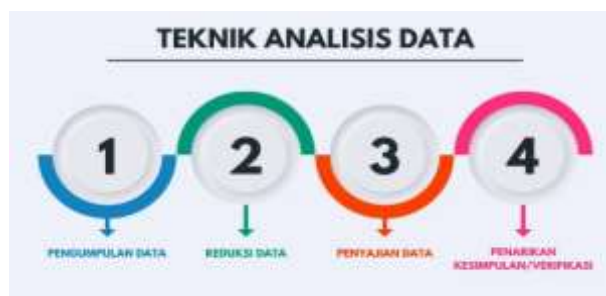 TEKNIK ANALISIS DATA
1
2
3
4
PENGUMPULAN DATA
REDUKSI DATA
PENYAJIAN DATA
PENARIKAN
KESIMPULAN/VERIFIKASI